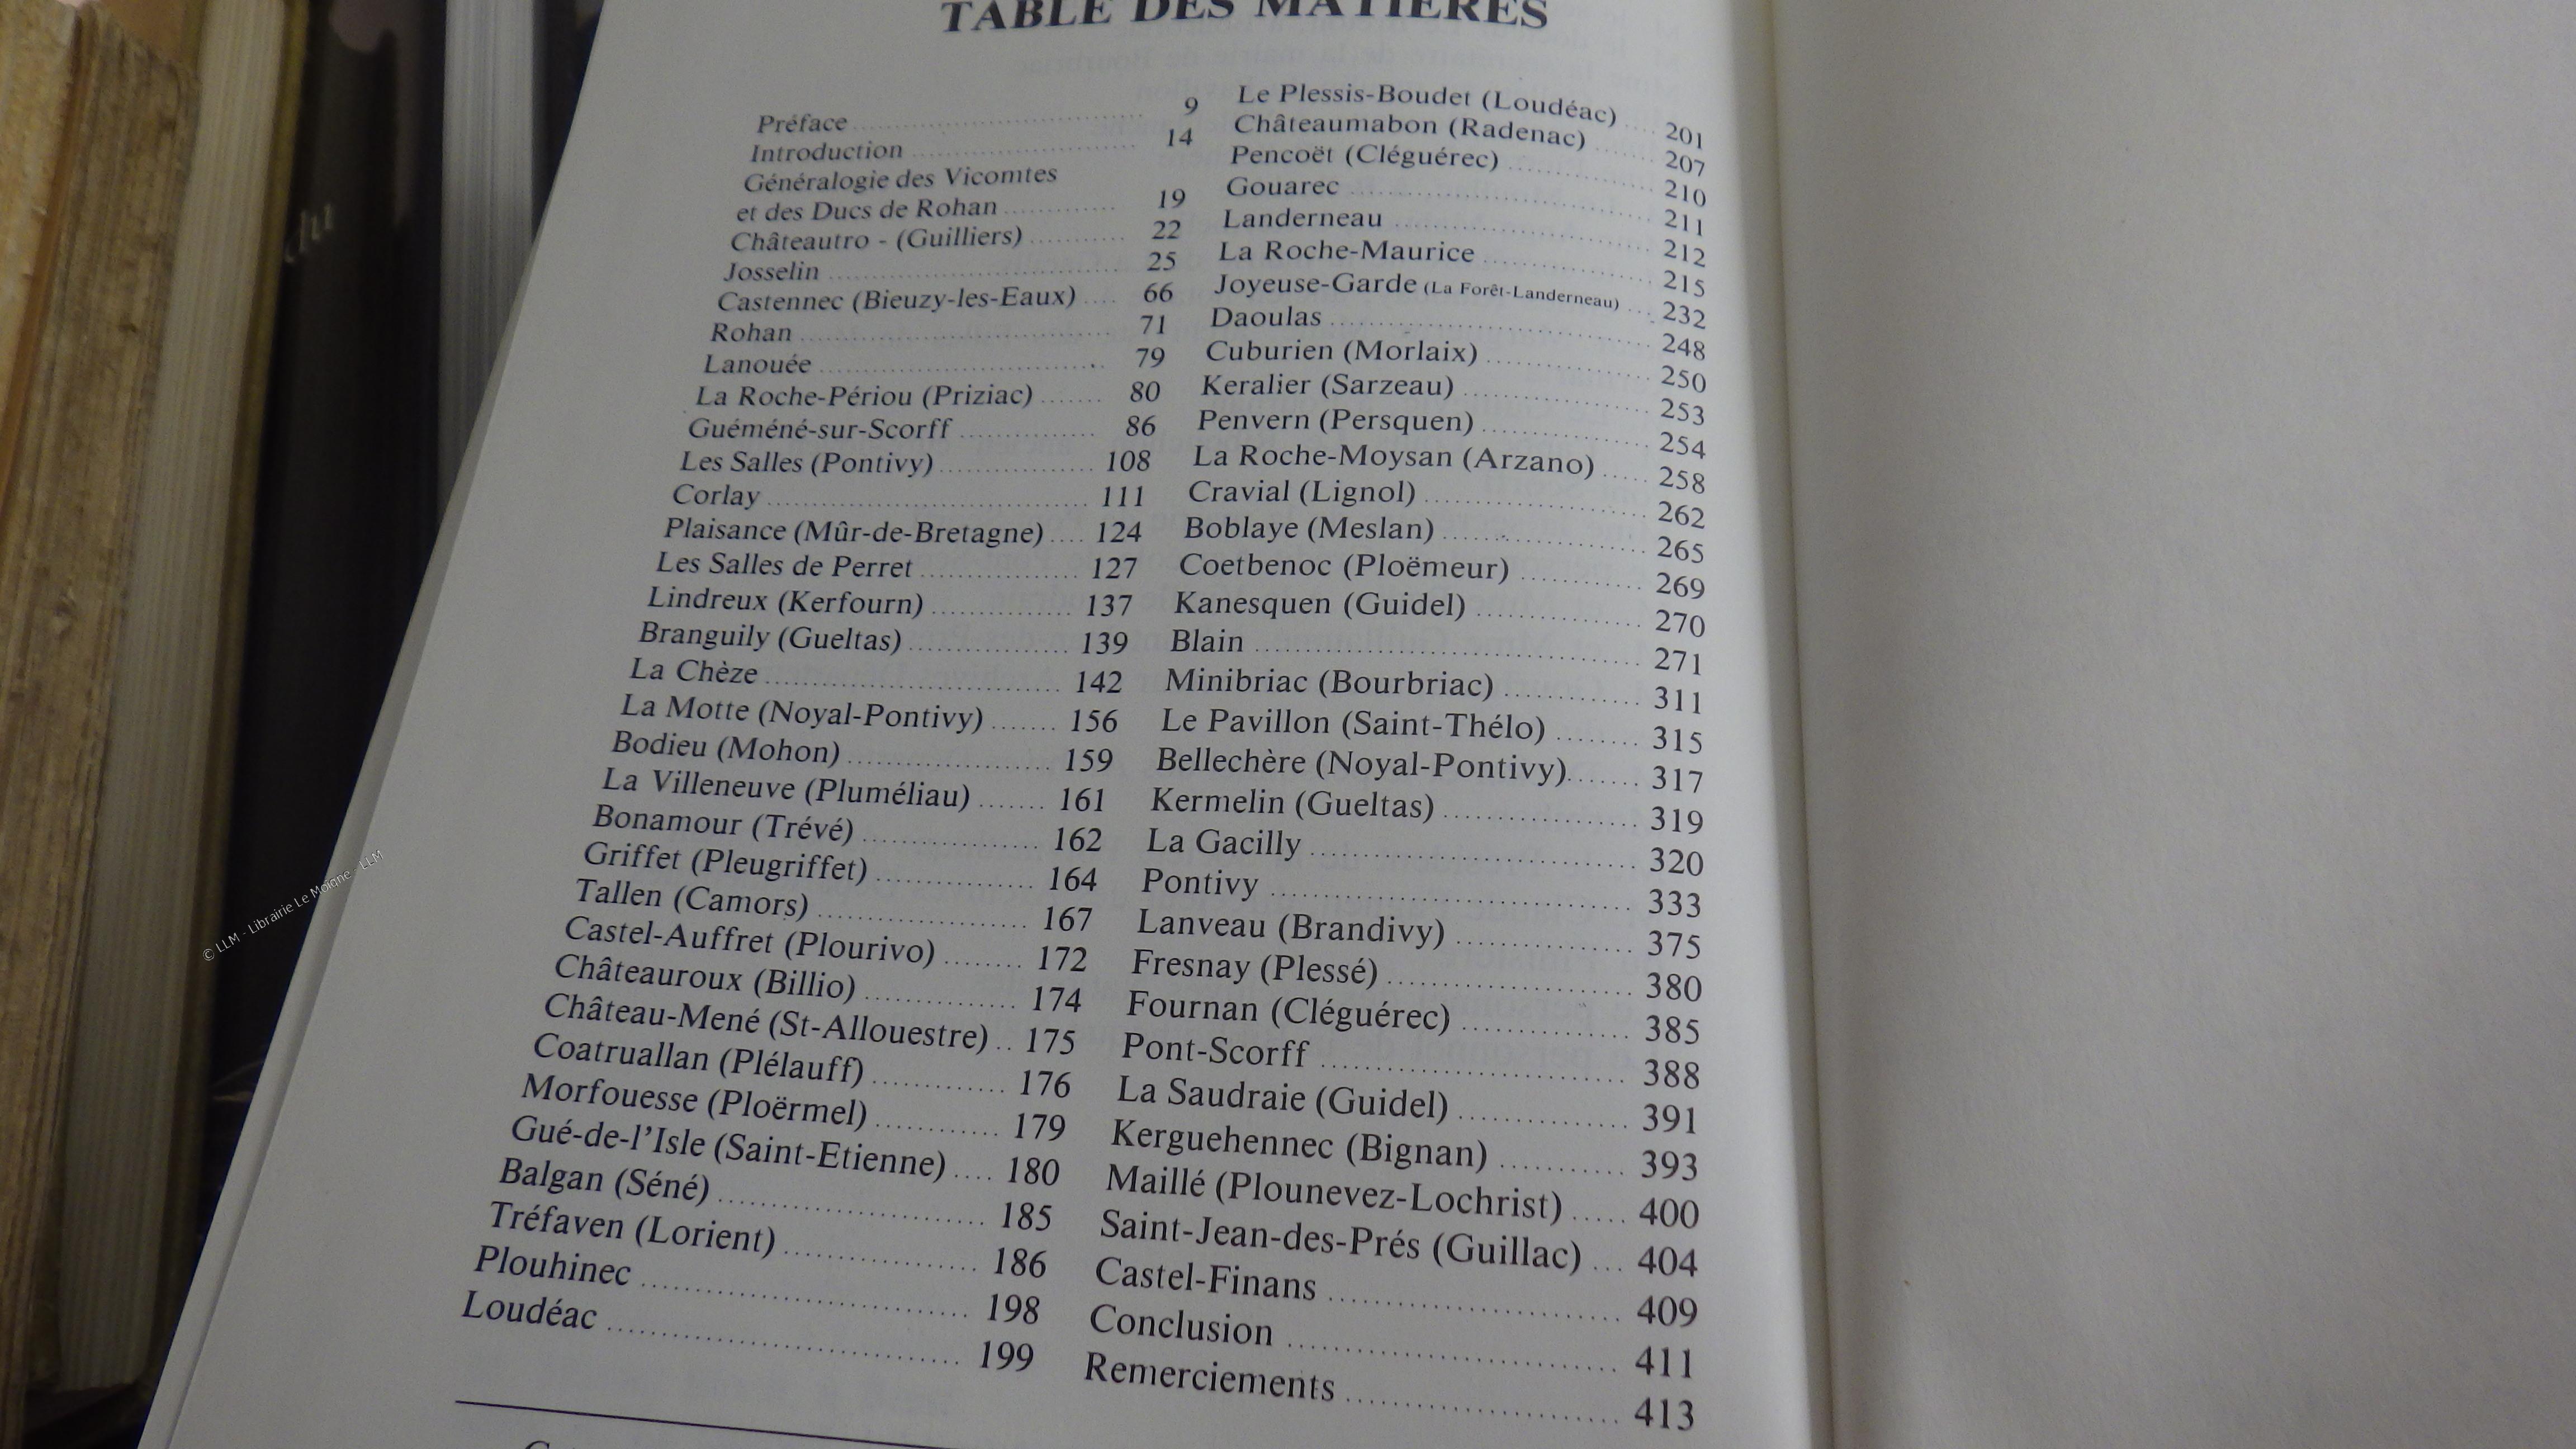 TABLE DES MATIÈRES
Préface 9
Introduction 14
Généralogie des Vicomtes
et des Ducs de Rohan 19
Châteautro - (Guilliers) 22
Josselin 25
Castennec (Bieuzy-les-Eaux) 66
Rohan 71
Lanouée 79
La Roche-Périou (Priziac) 80
Guéméné-sur-Scorff 86
Les Salles (Pontivy) 108
Corlay 111
Plaisance (Mûr-de-Bretagne) 124
Les Salles de Perret 127
Lindreux (Kerfourn) 137
Branguily (Gueltas) 139
La Chèze 142
La Motte (Noyal-Pontivy) 156
Bodieu (Mohon) 159
La Villeneuve (Pluméliau) 161
Bonamour (Trévé) 162
Griffet (Pleugriffet) 164
Tallen (Camors) 167
Castel-Auffret (Plourivo) 172
Châteauroux (Billio) 174
Château-Mené (St-Allouestre) 175
Coatruallan (Plélauff) 176
Morfouesse (Ploërmel) 179
Gué-de-l'Isle (Saint-Etienne) 180
Balgan (Séné) 185
Tréfaven (Lorient) 186
Plouhinec 198
Loudéac 199
Le Plessis-Boudet (Loudéac) 201
Châteaumabon (Radenac) 207
Pencoët (Cléguérec) 210
Gouarec 211
Landerneau 212
La Roche-Maurice 215
Joyeuse-Garde (La Forêt-Landerneau) 232
Daoulas 248
Cuburien (Morlaix) 250
Keralier (Sarzeau) 253
Penvern (Persquen) 254
La Roche-Moysan (Arzano) 258
Cravial (Lignol) 262
Boblaye (Meslan) 265
Coetbenoc (Ploëmeur) 269
Kanesquen (Guidel) 270
Blain 271
Minibriac (Bourbriac) 311
Le Pavillon (Saint-Thélo) 315
Bellechère (Noyal-Pontivy) 317
Kermelin (Gueltas) 319
La Gacilly 320
Pontivy 333
Lanveau (Brandivy) 375
Fresnay (Plessé) 380
Fournan (Cléguérec) 385
Pont-Scorff 388
La Saudraie (Guidel) 391
Kerguehennec (Bignan) 393
Maillé (Plounevez-Lochrist) 400
Saint-Jean-des-Prés (Guillac) 404
Castel-Finans 409
Conclusion 411
Remerciements 413
© LLM - Librairie Le Moigne - LLM